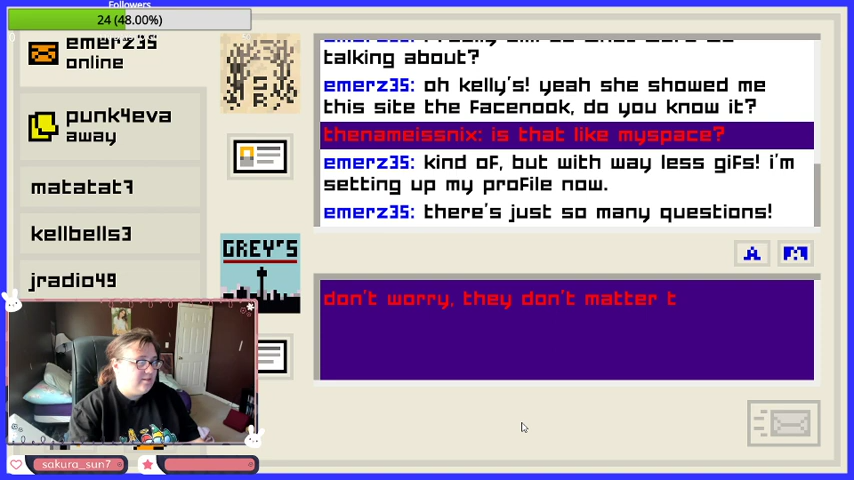 Followers
24 (48.00%)
emerz35
online
punk4eva
away
matatat7
kellbells3
jradio49
GREY'S
talking about?
emerz35: oh kelly's! yeah she showed me
this site the Facenook, do you know it?
thenameissnix: is that like myspace?
emerz35: kind of, but with way less gifs! i'm
setting up my profile now.
emerz35: there's just so many questions!
A
don't worry, they don't matter t
sakura_sun7